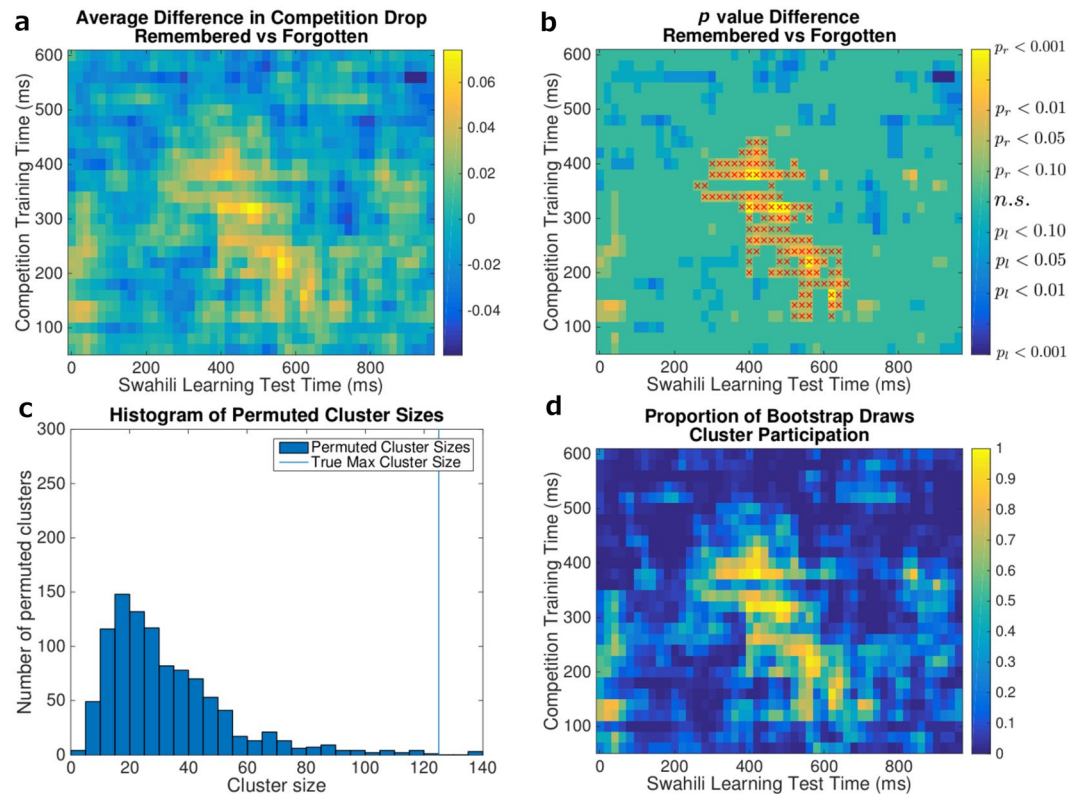 a
Average Difference in Competition Drop
Remembered vs Forgotten
Competition Training Time (ms)
600
500
400
300
200
100
0
200
400
600
800
Swahili Learning Test Time (ms)
0.06
0.04
0.02
0
-0.02
-0.04
-0.06
b
p value Difference
Remembered vs Forgotten
Competition Training Time (ms)
600
500
400
300
200
100
0
200
400
600
800
Swahili Learning Test Time (ms)
p_r < 0.001
p_r < 0.01
p_r < 0.05
p_r < 0.10
n.s.
p_l < 0.10
p_l < 0.05
p_l < 0.01
p_l < 0.001
c
Histogram of Permuted Cluster Sizes
Number of permuted clusters
300
250
200
150
100
50
0
0
20
40
60
80
100
120
140
Cluster size
Permuted Cluster Sizes
True Max Cluster Size
d
Proportion of Bootstrap Draws
Cluster Participation
Competition Training Time (ms)
600
500
400
300
200
100
0
200
400
600
800
Swahili Learning Test Time (ms)
1
0.9
0.8
0.7
0.6
0.5
0.4
0.3
0.2
0.1
0